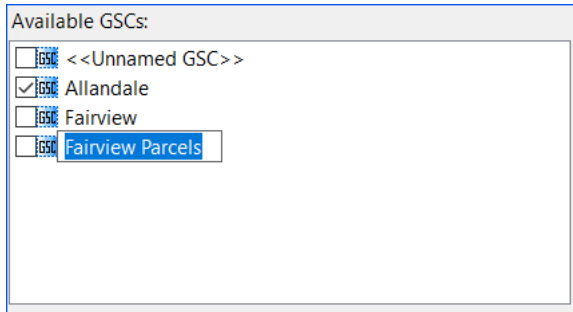 Available GSCs:
GSC <<Unnamed GSC>>
GSC Allandale
GSC Fairview
GSC Fairview Parcels